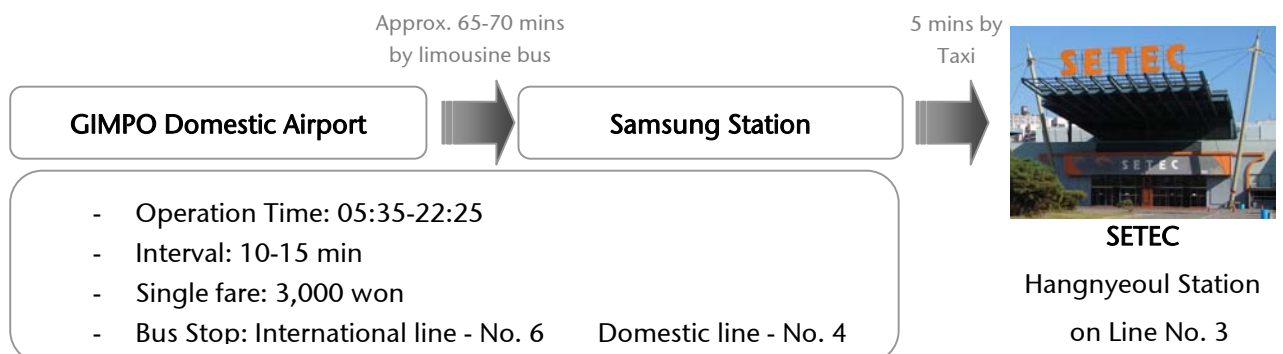 Approx. 65-70 mins
by limousine bus
5 mins by
Taxi
GIMPO Domestic Airport
Samsung Station
SETEC
SETEC
- Operation Time: 05:35-22:25
- Interval: 10-15 min
- Single fare: 3,000 won
- Bus Stop: International line - No. 6 Domestic line - No. 4
SETEC
Hangnyeoul Station
on Line No. 3